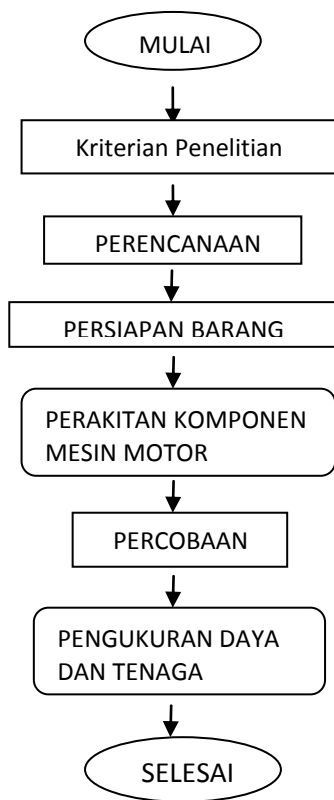 MULAI
Kriterian Penelitian
PERENCANAAN
PERSIAPAN BARANG
PERAKITAN KOMPONEN
MESIN MOTOR
PERCOBAAN
PENGUKURAN DAYA
DAN TENAGA
SELESAI